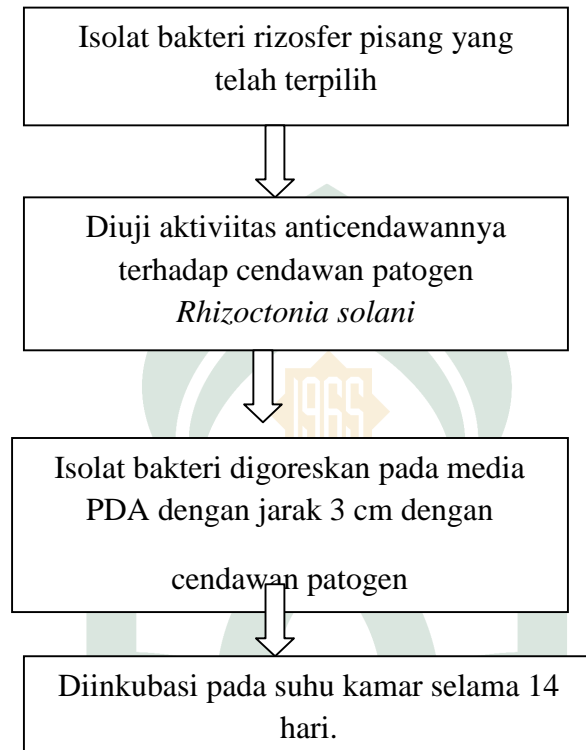 Isolat bakteri rizosfer pisang yang
telah terpilih
Diuji aktiviitas anticendawannya
terhadap cendawan patogen
Rhizoctonia solani
1965
Isolat bakteri digoreskan pada media
PDA dengan jarak 3 cm dengan
cendawan patogen
Diinkubasi pada suhu kamar selama 14
hari.